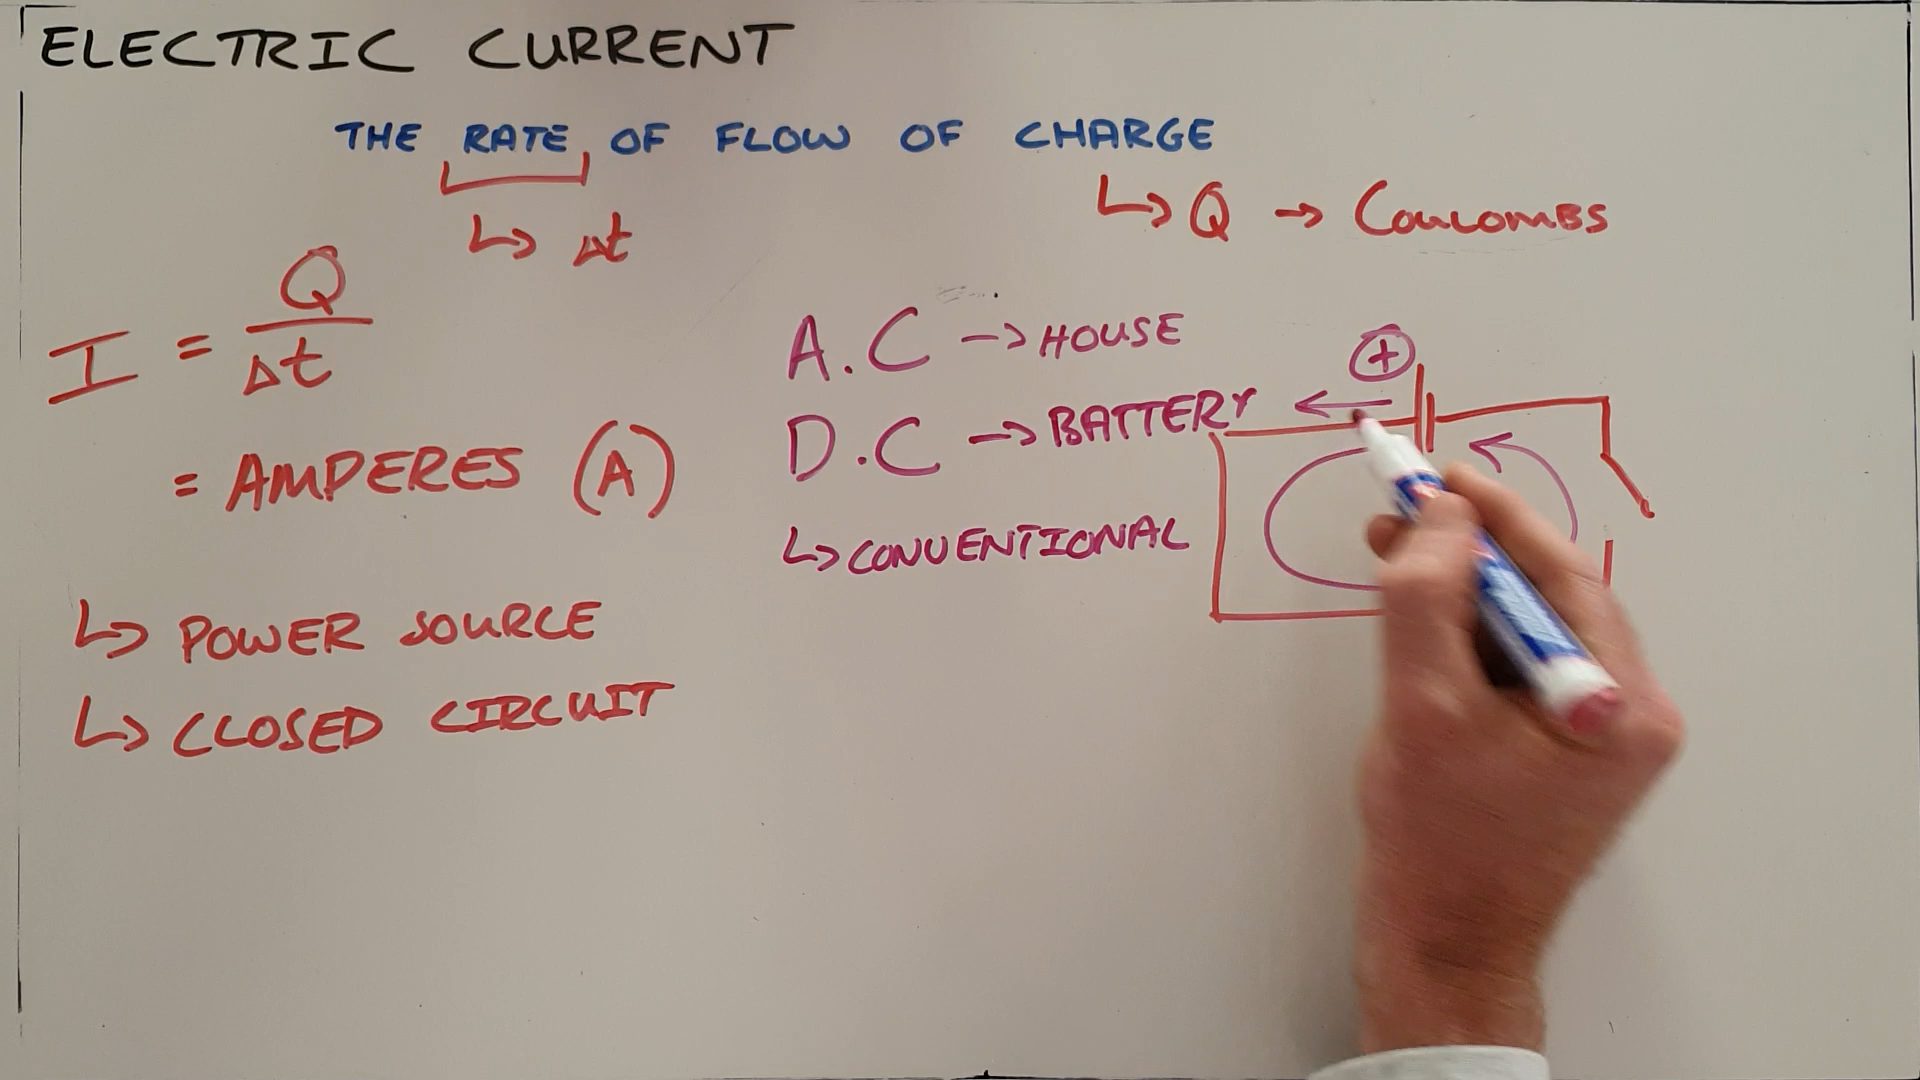 ELECTRIC CURRENT
THE RATE OF FLOW OF CHARGE
↳ Δt
↳ Q → COULOMBS
I = Q/Δt
= AMPERES (A)
↳ POWER SOURCE
↳ CLOSED CIRCUIT
A.C → HOUSE
D.C → BATTERY
↳ CONVENTIONAL
+